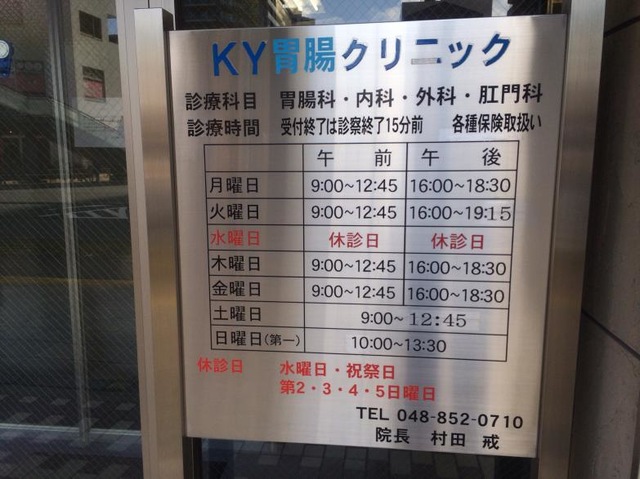 KY胃腸クリニック
診療科目 胃腸科・内科・外科・肛門科
診療時間 受付終了は診察終了15分前 各種保険取扱い
午 前 午 後
月曜日 9:00~12:45 16:00~18:30
火曜日 9:00~12:45 16:00~19:15
水曜日 休診日 休診日
木曜日 9:00~12:45 16:00~18:30
金曜日 9:00~12:45 16:00~18:30
土曜日 9:00~12:45
日曜日(第一) 10:00~13:30
休診日 水曜日・祝祭日
第2・3・4・5日曜日
TEL 048-852-0710
院長 村田 戒